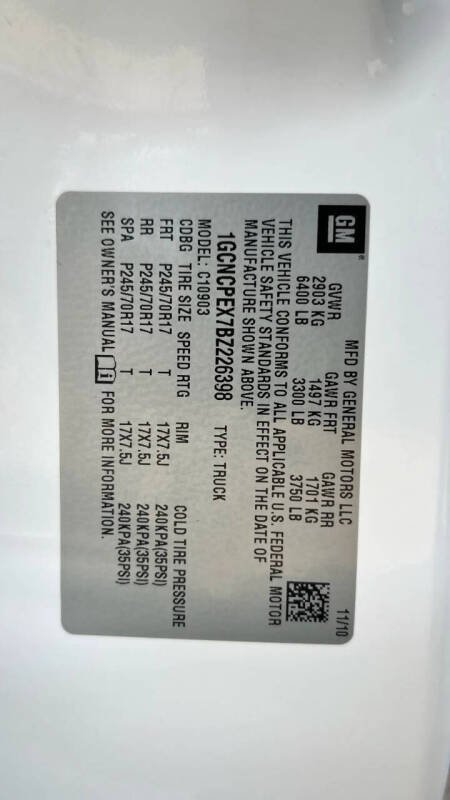 GM
®
MFD BY GENERAL MOTORS LLC 11/10
GVWR GAWR FRT GAWR RR
2903 KG 1497 KG 1701 KG
6400 LB 3300 LB 3750 LB
THIS VEHICLE CONFORMS TO ALL APPLICABLE U.S. FEDERAL MOTOR
VEHICLE SAFETY STANDARDS IN EFFECT ON THE DATE OF
MANUFACTURE SHOWN ABOVE.
1GCNCPEX7BZ226398 TYPE: TRUCK
MODEL: C10903
CDBG TIRE SIZE SPEED RTG RIM COLD TIRE PRESSURE
FRT P245/70R17 T 17X7.5J 240KPA(35PSI)
RR P245/70R17 T 17X7.5J 240KPA(35PSI)
SPA P245/70R17 T 17X7.5J 240KPA(35PSI)
SEE OWNER'S MANUAL i FOR MORE INFORMATION.